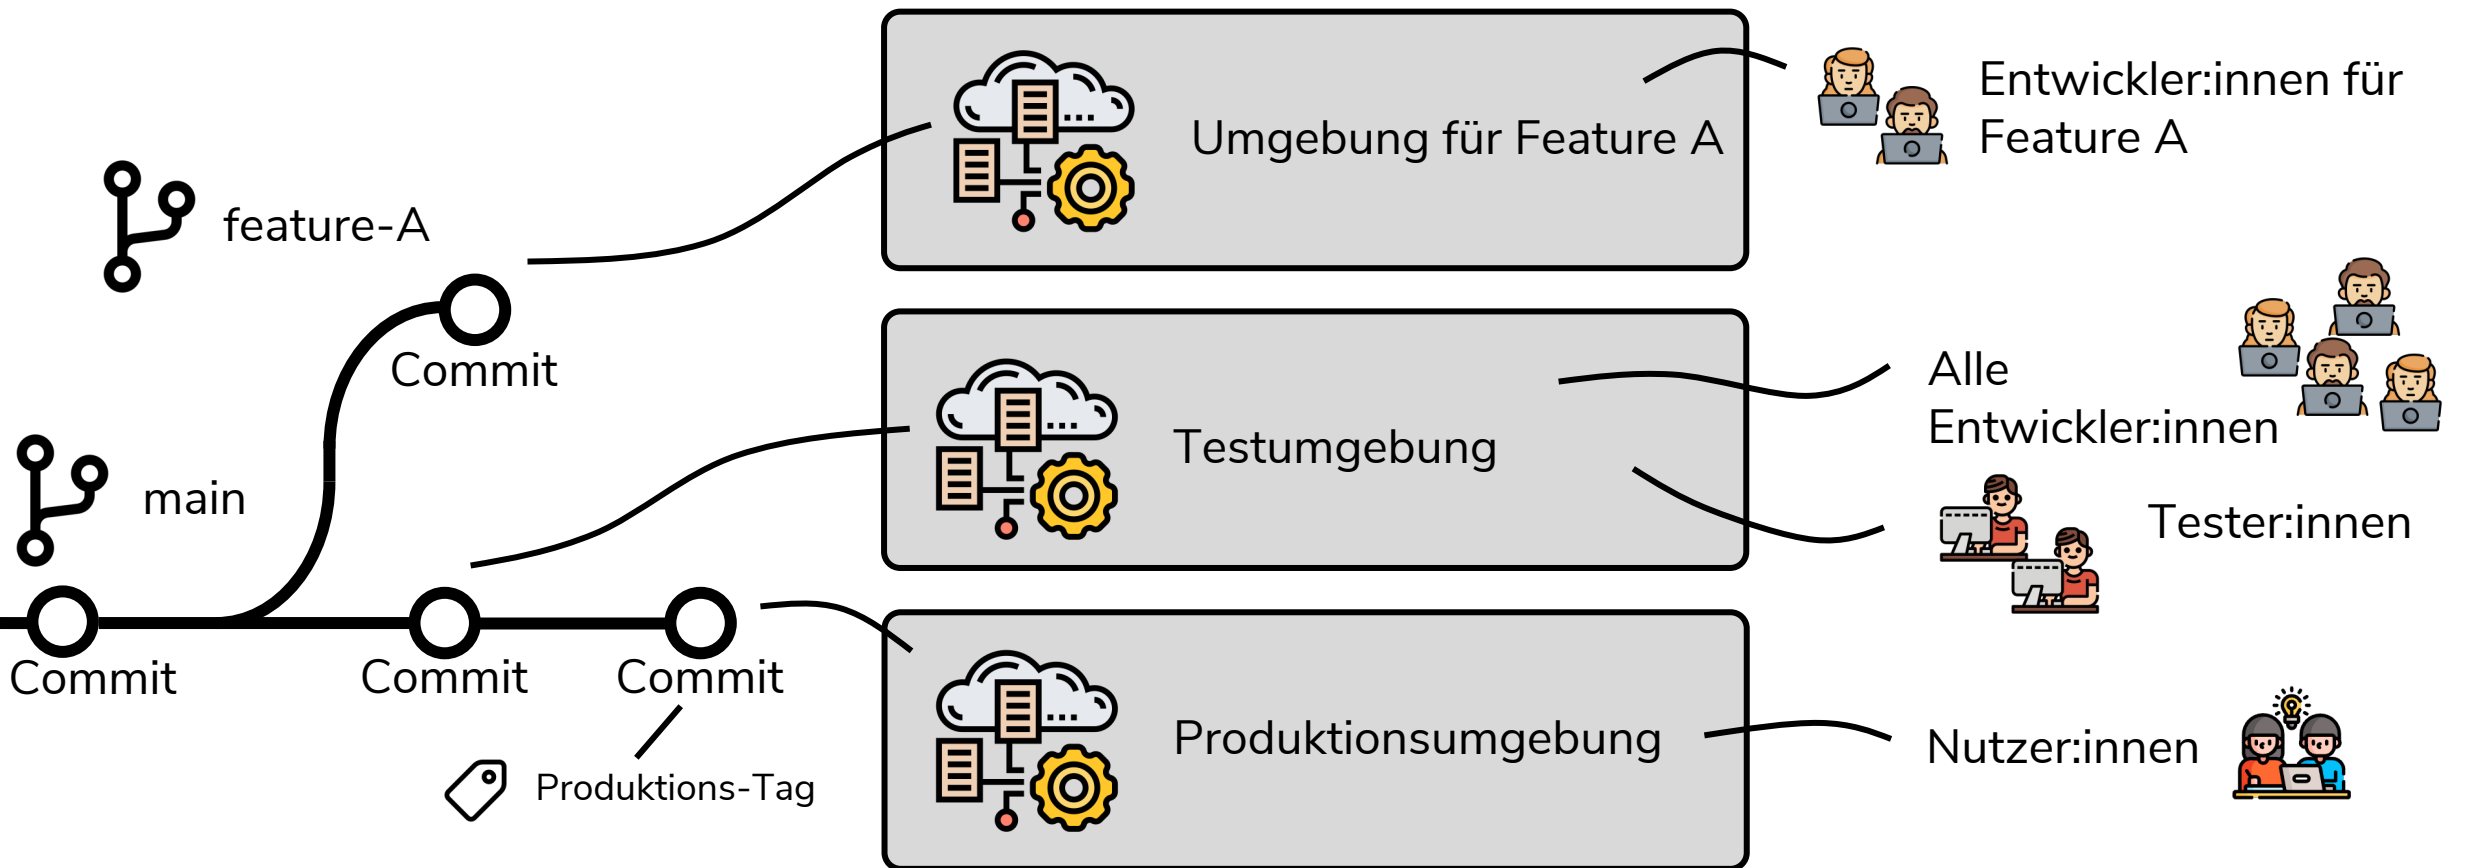 feature-A
Commit
main
Commit
Commit
Commit
Produktions-Tag
Umgebung für Feature A
Entwickler:innen für
Feature A
Testumgebung
Alle
Entwickler:innen
Tester:innen
Produktionsumgebung
Nutzer:innen